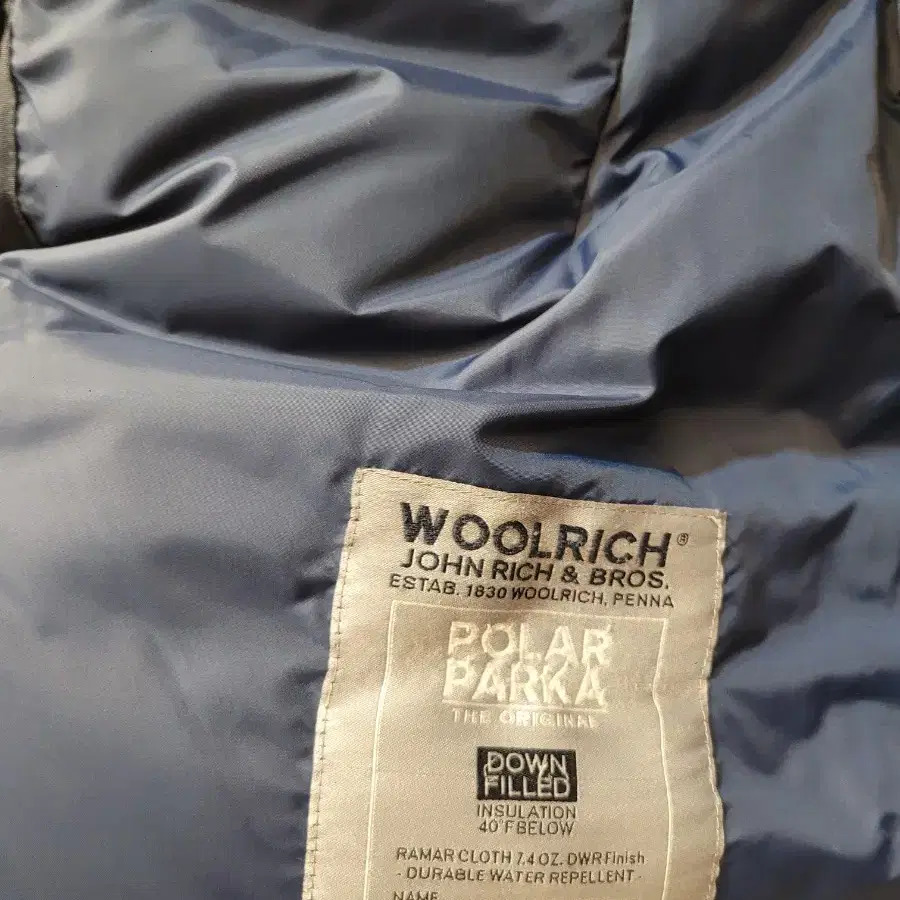 WOOLRICH®
JOHN RICH & BROS.
ESTAB. 1830 WOOLRICH, PENNA
POLAR
PARKA
THE ORIGINAL
DOWN
FILLED
INSULATION
40°F BELOW
RAMAR CLOTH 7.4 OZ. DWR Finish
- DURABLE WATER REPELLENT -
NAME